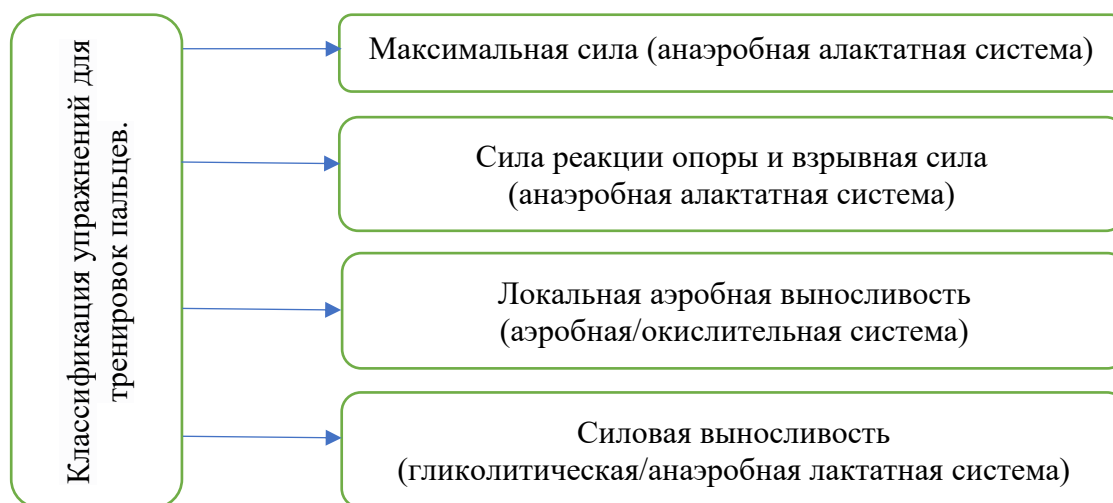 Классификация упражнений для
тренировок пальцев.
Максимальная сила (анаэробная алактатная система)
Сила реакции опоры и взрывная сила
(анаэробная алактатная система)
Локальная аэробная выносливость
(аэробная/окислительная система)
Силовая выносливость
(гликолитическая/анаэробная лактатная система)